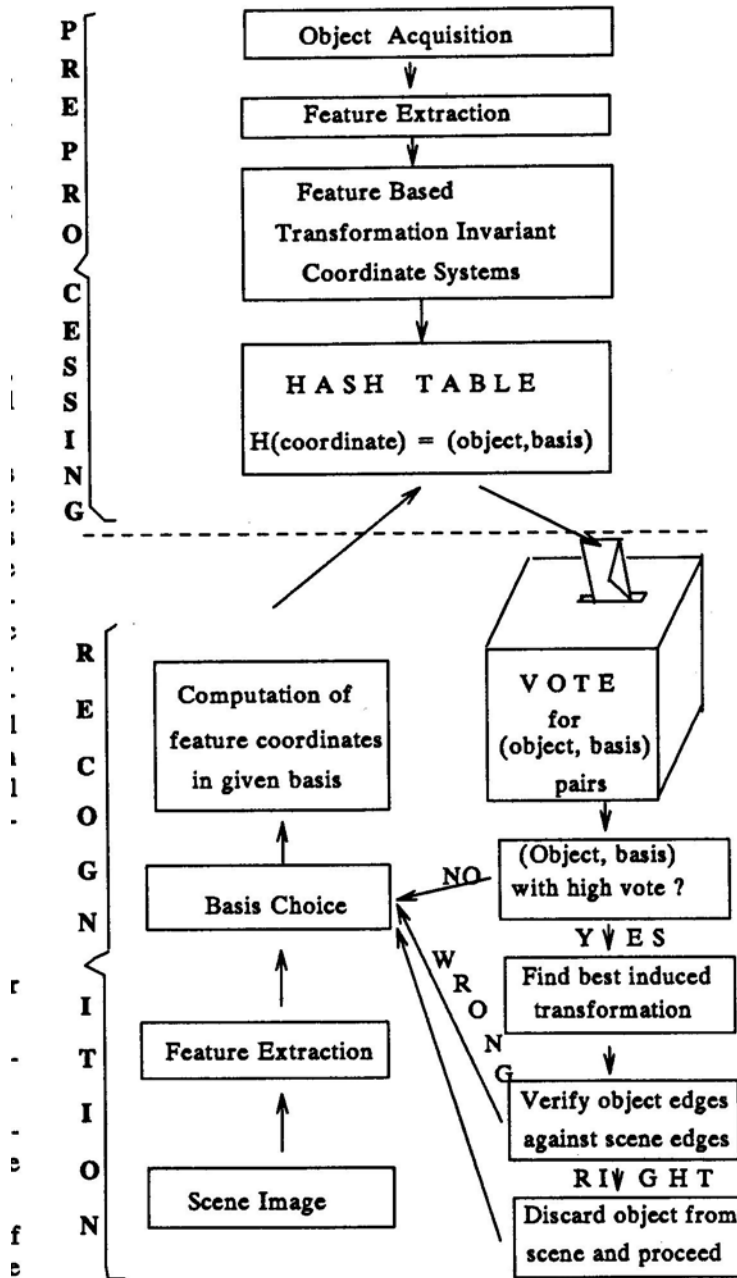 PREPROCESSING
Object Acquisition
Feature Extraction
Feature Based
Transformation Invariant
Coordinate Systems
HASH TABLE
H(coordinate) = (object,basis)
RECOGNITION
VOTE
for
(object, basis)
pairs
Computation of
feature coordinates
in given basis
(Object, basis)
with high vote ?
NO
Basis Choice
YES
WRONG
Find best induced
transformation
Feature Extraction
Verify object edges
against scene edges
RIGHT
Scene Image
Discard object from
scene and proceed